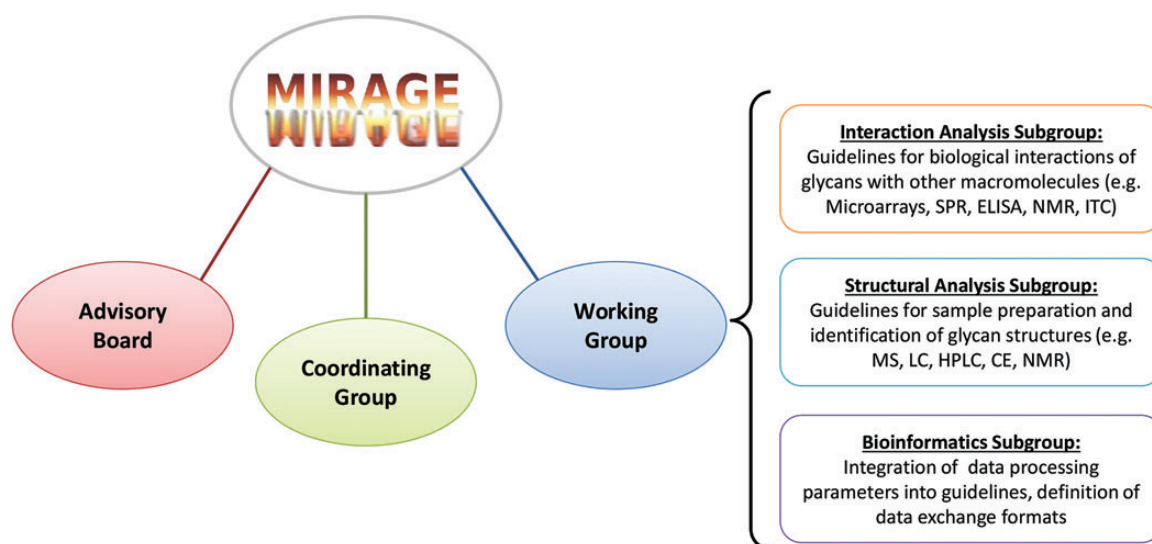 MIRAGE
Advisory
Board
Coordinating
Group
Working
Group
Interaction Analysis Subgroup:
Guidelines for biological interactions of
glycans with other macromolecules (e.g.
Microarrays, SPR, ELISA, NMR, ITC)
Structural Analysis Subgroup:
Guidelines for sample preparation and
identification of glycan structures (e.g.
MS, LC, HPLC, CE, NMR)
Bioinformatics Subgroup:
Integration of data processing
parameters into guidelines, definition of
data exchange formats